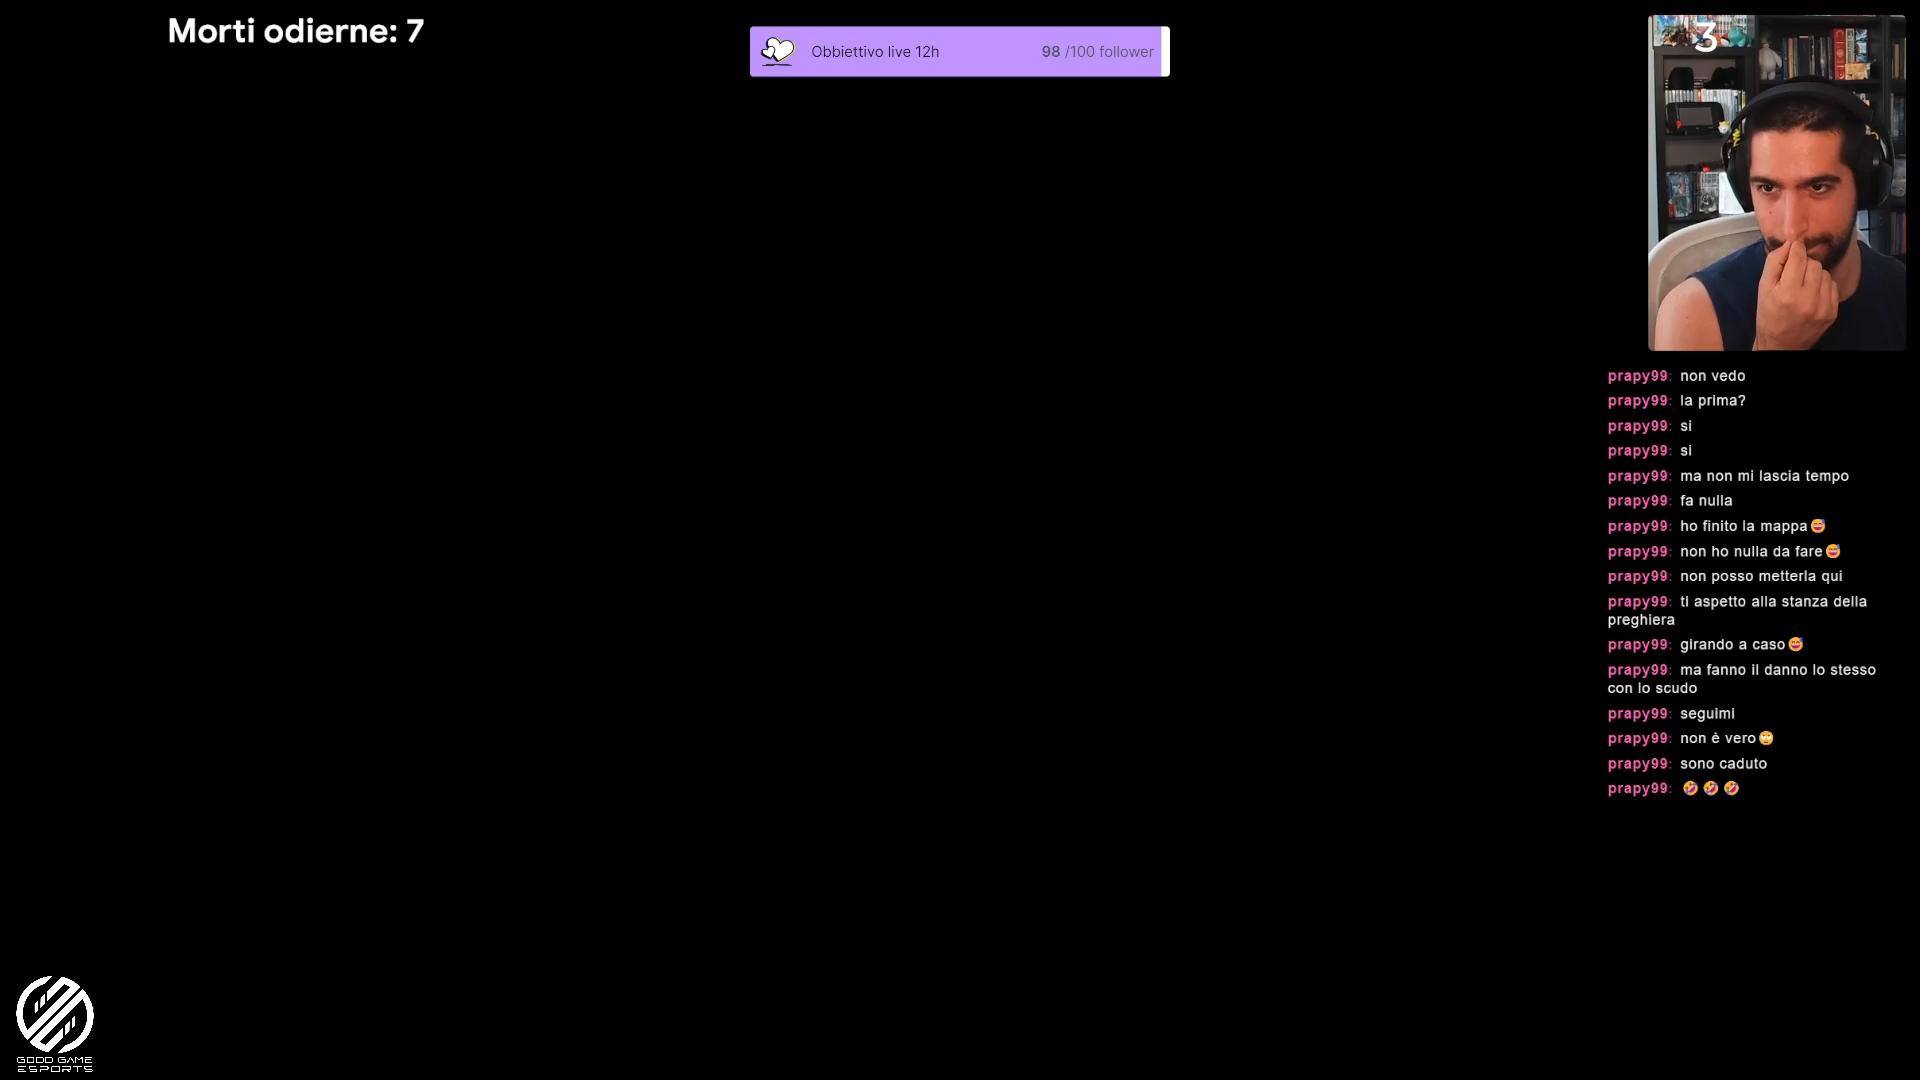 Morti odierne: 7
Obbiettivo live 12h
98 /100 follower
3
prapy99: non vedo
prapy99: la prima?
prapy99: si
prapy99: si
prapy99: ma non mi lascia tempo
prapy99: fa nulla
prapy99: ho finito la mappa😅
prapy99: non ho nulla da fare😅
prapy99: non posso metterla qui
prapy99: ti aspetto alla stanza della
preghiera
prapy99: girando a caso😅
prapy99: ma fanno il danno lo stesso
con lo scudo
prapy99: seguimi
prapy99: non è vero🙄
prapy99: sono caduto
prapy99: 🤣🤣🤣
GOOD GAME
ESPORTS